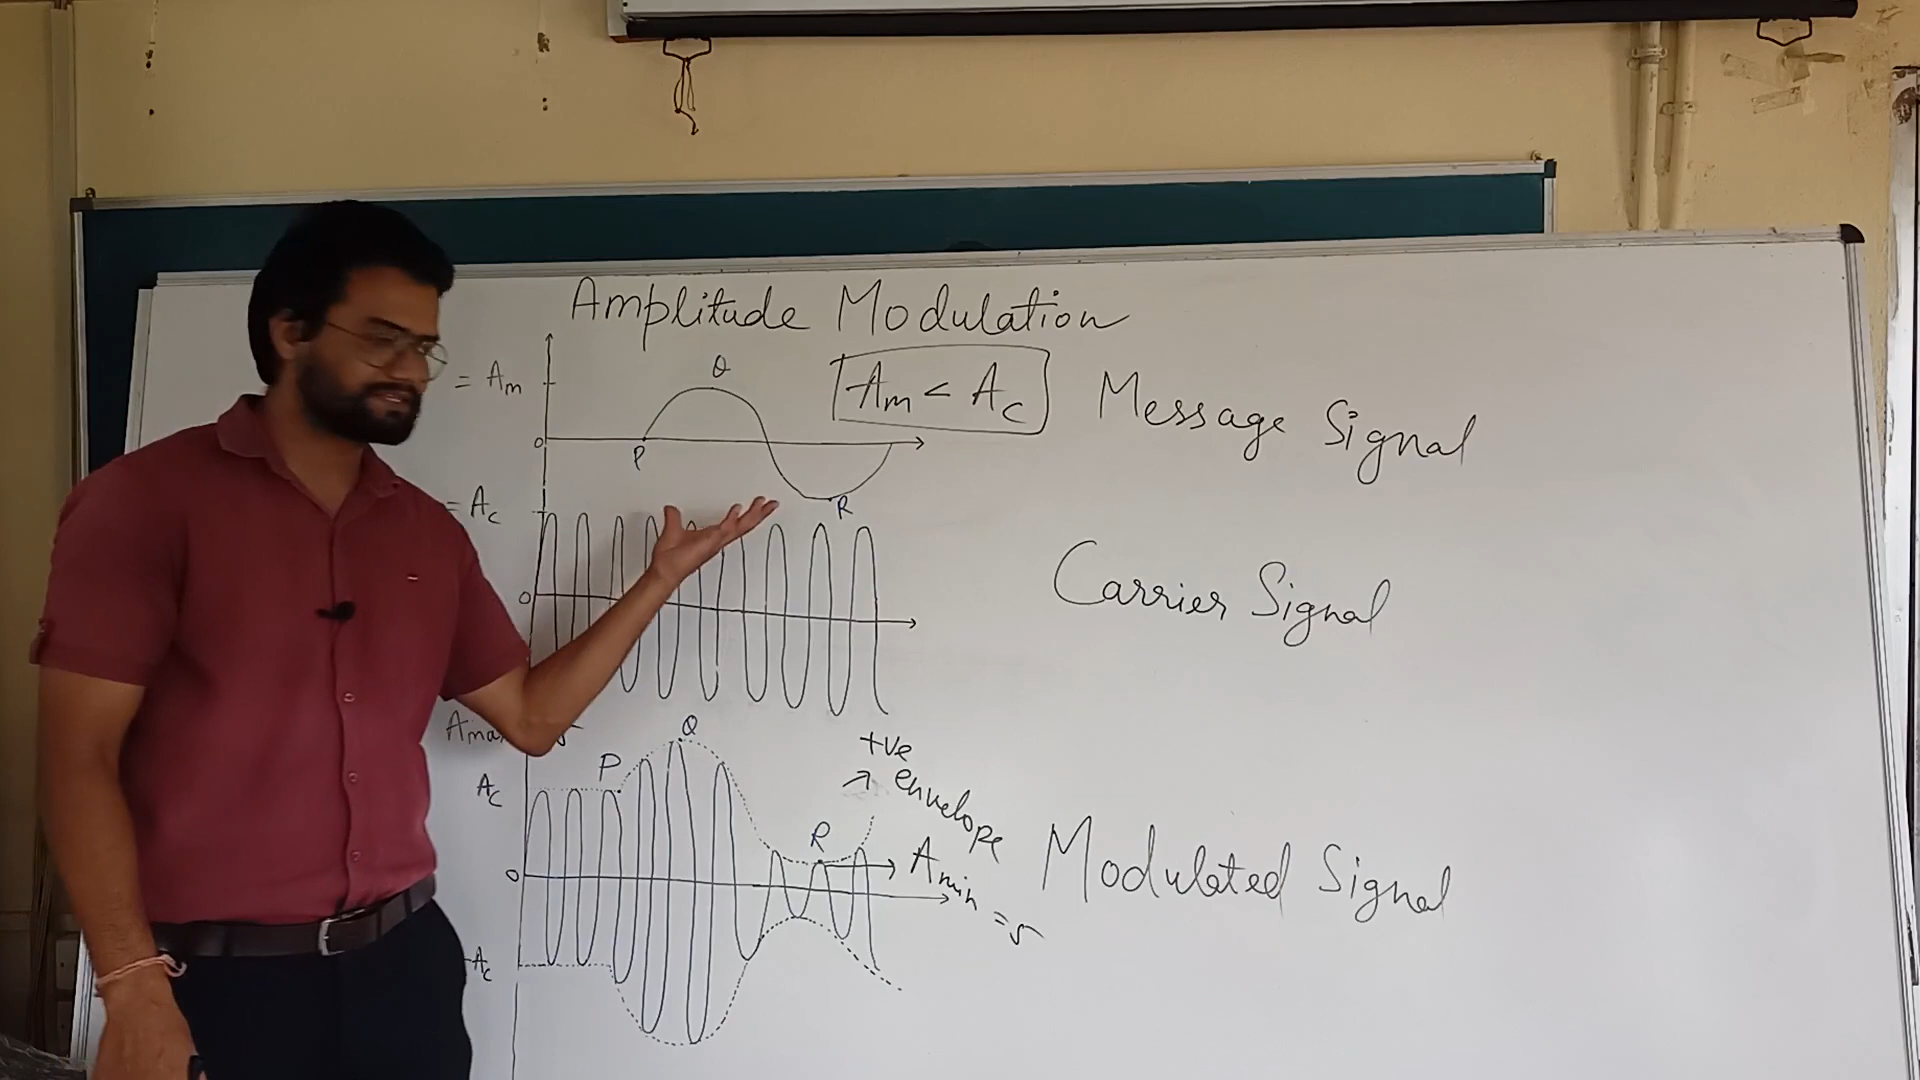 Amplitude Modulation
= Am
Q
Am < Ac
Message Signal
0
P
R
= Ac
0
Carrier Signal
Q
P
+ve
envelope
Ac
R
Amin = 5
Modulated Signal
0
-Ac